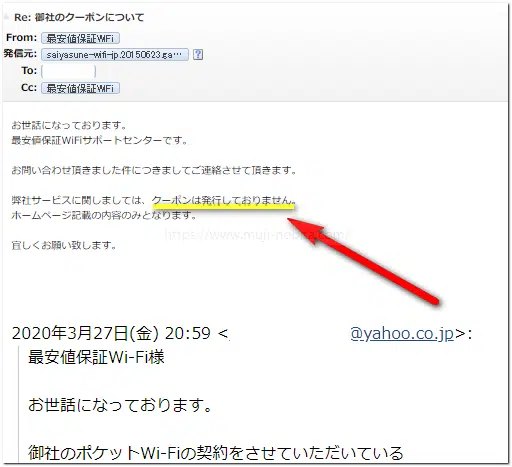 Re: 御社のクーポンについて
From: 最安値保証WiFi
発信元: saiyasune-wifi-jp.20150623.ga… ?
To:
Cc: 最安値保証WiFi
お世話になっております。
最安値保証WiFiサポートセンターです。
お問い合わせ頂きました件につきましてご連絡させて頂きます。
弊社サービスに関しましては、クーポンは発行しておりません。
ホームページ記載の内容のみとなります。
宜しくお願い致します。
2020年3月27日(金) 20:59 < @yahoo.co.jp>:
最安値保証Wi-Fi様
お世話になっております。
御社のポケットWi-Fiの契約をさせていただいている